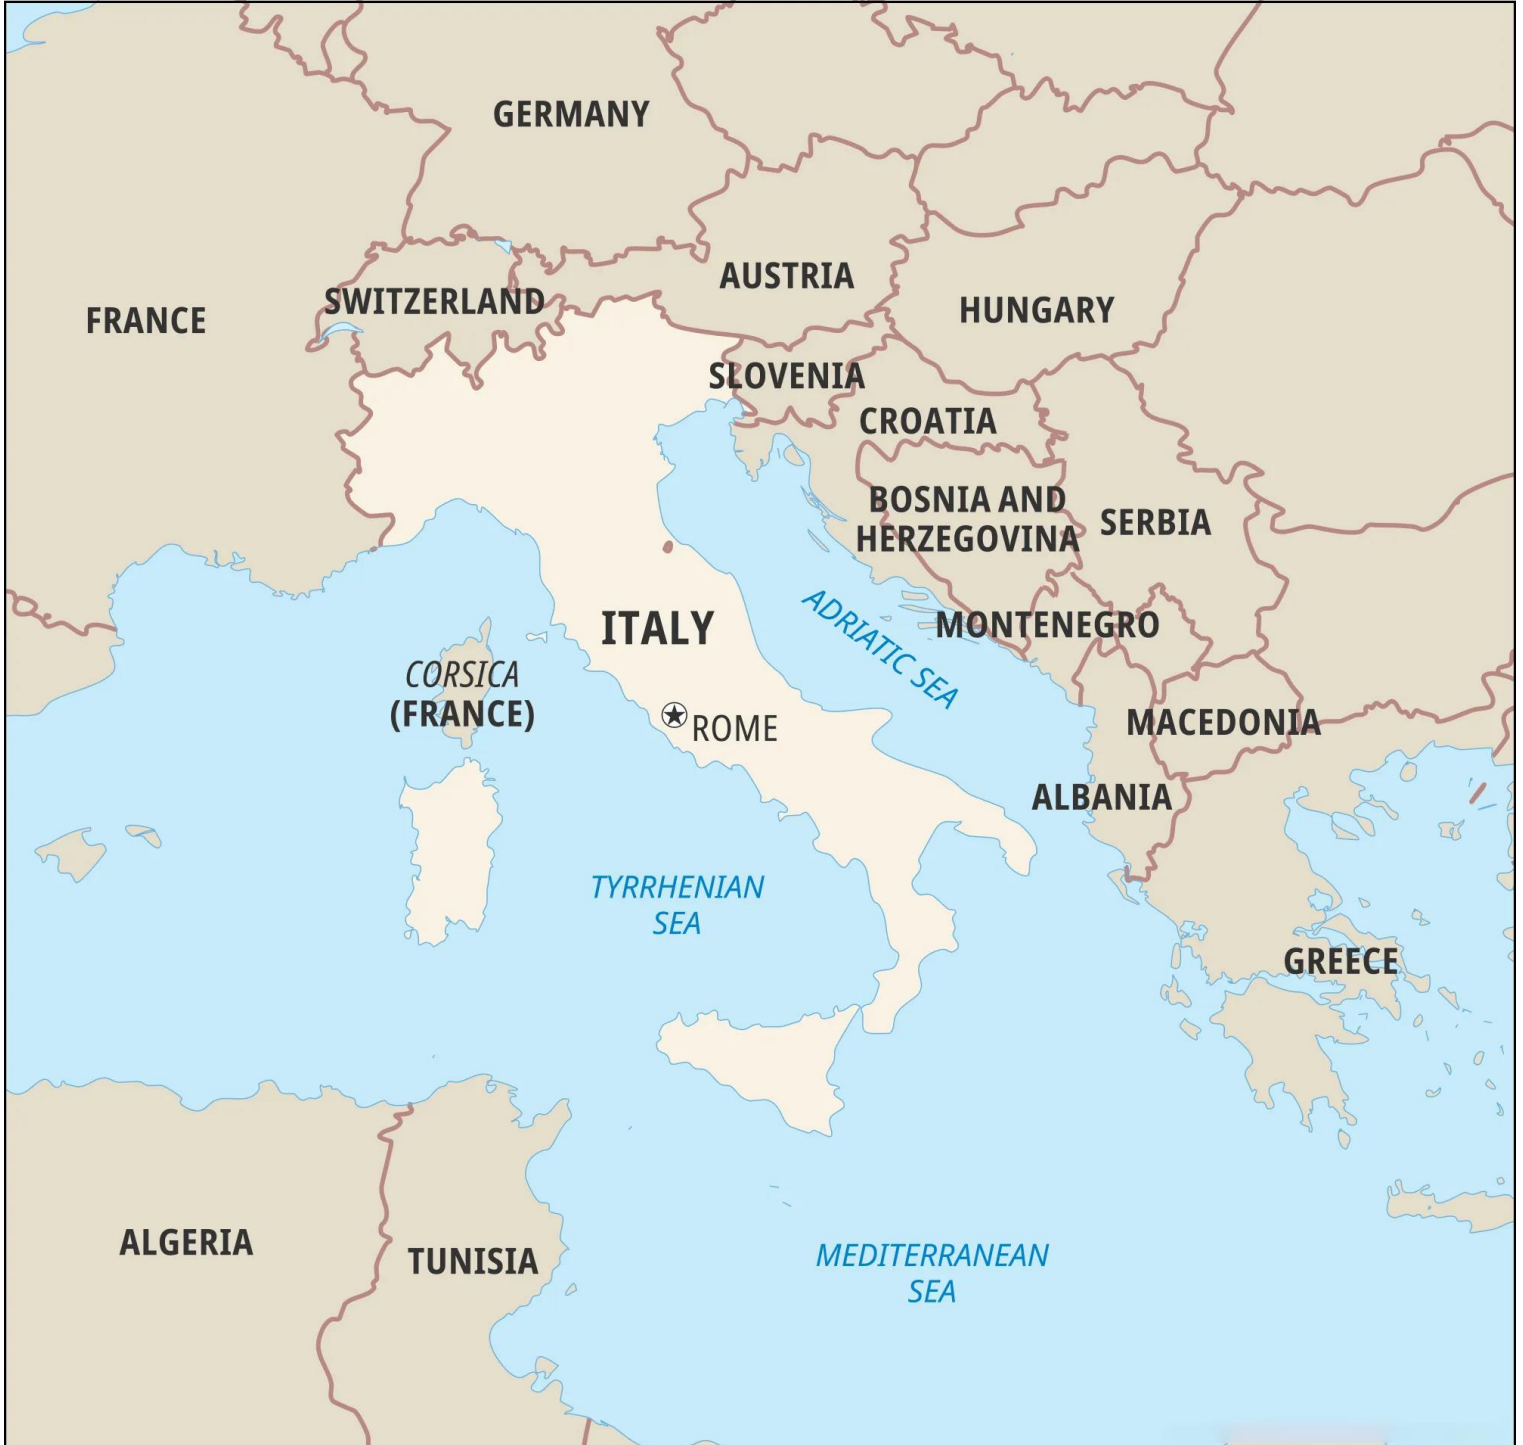 GERMANY
AUSTRIA
SWITZERLAND
HUNGARY
FRANCE
SLOVENIA
CROATIA
BOSNIA AND
HERZEGOVINA
SERBIA
ADRIATIC SEA
ITALY
MONTENEGRO
CORSICA
(FRANCE)
ROME
MACEDONIA
ALBANIA
TYRRHENIAN
SEA
GREECE
ALGERIA
TUNISIA
MEDITERRANEAN
SEA